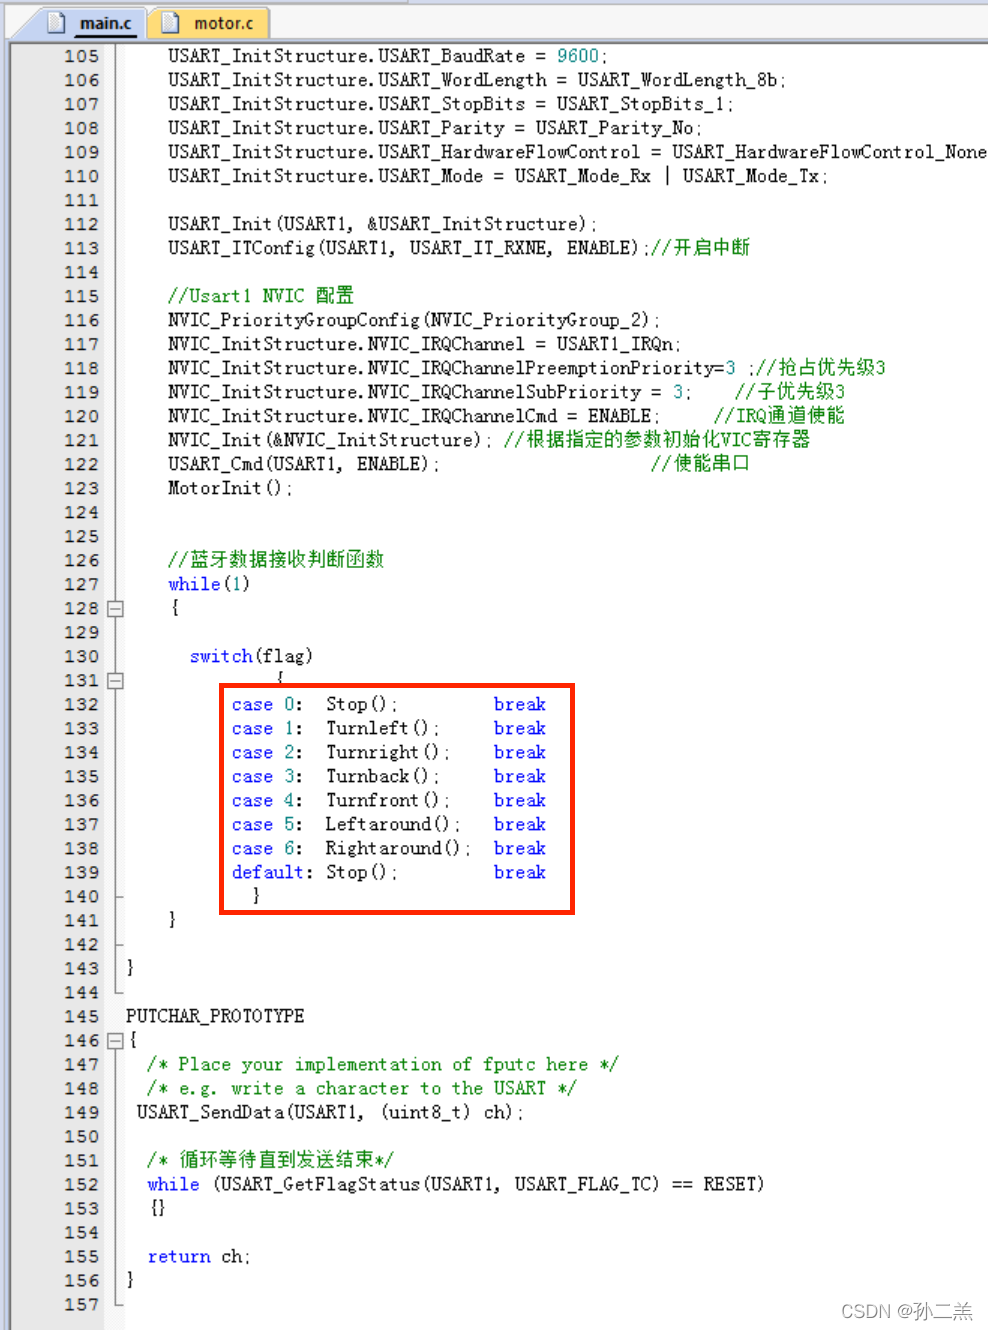 main.c motor.c
105 USART_InitStructure.USART_BaudRate = 9600;
106 USART_InitStructure.USART_WordLength = USART_WordLength_8b;
107 USART_InitStructure.USART_StopBits = USART_StopBits_1;
108 USART_InitStructure.USART_Parity = USART_Parity_No;
109 USART_InitStructure.USART_HardwareFlowControl = USART_HardwareFlowControl_None
110 USART_InitStructure.USART_Mode = USART_Mode_Rx | USART_Mode_Tx;
111
112 USART_Init(USART1, &USART_InitStructure);
113 USART_ITConfig(USART1, USART_IT_RXNE, ENABLE);//开启中断
114
115 //Usart1 NVIC 配置
116 NVIC_PriorityGroupConfig(NVIC_PriorityGroup_2);
117 NVIC_InitStructure.NVIC_IRQChannel = USART1_IRQn;
118 NVIC_InitStructure.NVIC_IRQChannelPreemptionPriority=3 ;//抢占优先级3
119 NVIC_InitStructure.NVIC_IRQChannelSubPriority = 3; //子优先级3
120 NVIC_InitStructure.NVIC_IRQChannelCmd = ENABLE; //IRQ通道使能
121 NVIC_Init(&NVIC_InitStructure); //根据指定的参数初始化VIC寄存器
122 USART_Cmd(USART1, ENABLE); //使能串口
123 MotorInit();
124
125
126 //蓝牙数据接收判断函数
127 while(1)
128 {
129
130 switch(flag)
131 {
132 case 0: Stop(); break
133 case 1: Turnleft(); break
134 case 2: Turnright(); break
135 case 3: Turnback(); break
136 case 4: Turnfront(); break
137 case 5: Leftaround(); break
138 case 6: Rightaround(); break
139 default: Stop(); break
140 }
141 }
142
143 }
144
145 PUTCHAR_PROTOTYPE
146 {
147 /* Place your implementation of fputc here */
148 /* e.g. write a character to the USART */
149 USART_SendData(USART1, (uint8_t) ch);
150
151 /* 循环等待直到发送结束*/
152 while (USART_GetFlagStatus(USART1, USART_FLAG_TC) == RESET)
153 {}
154
155 return ch;
156 }
157
CSDN @孙二羔